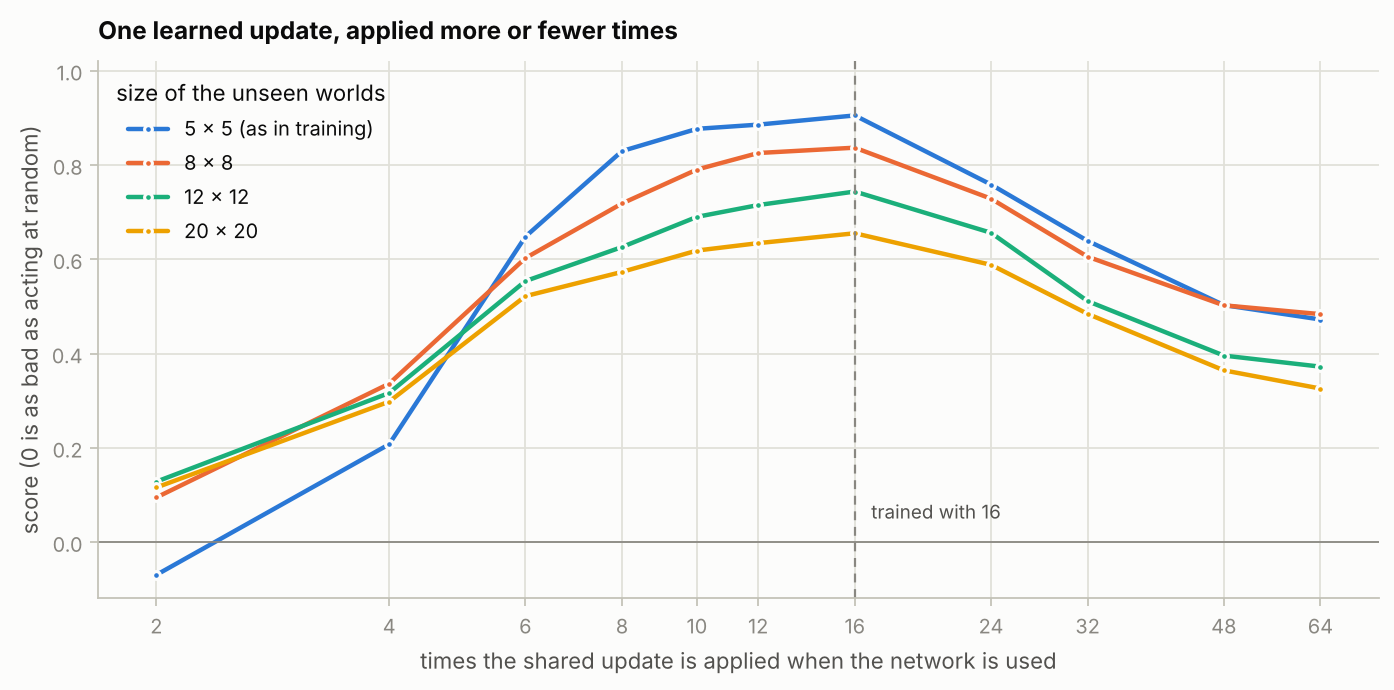 One learned update, applied more or fewer times
score (0 is as bad as acting at random)
1.0
0.8
0.6
0.4
0.2
0.0
size of the unseen worlds
5 × 5 (as in training)
8 × 8
12 × 12
20 × 20
trained with 16
2 4 6 8 10 12 16 24 32 48 64
times the shared update is applied when the network is used